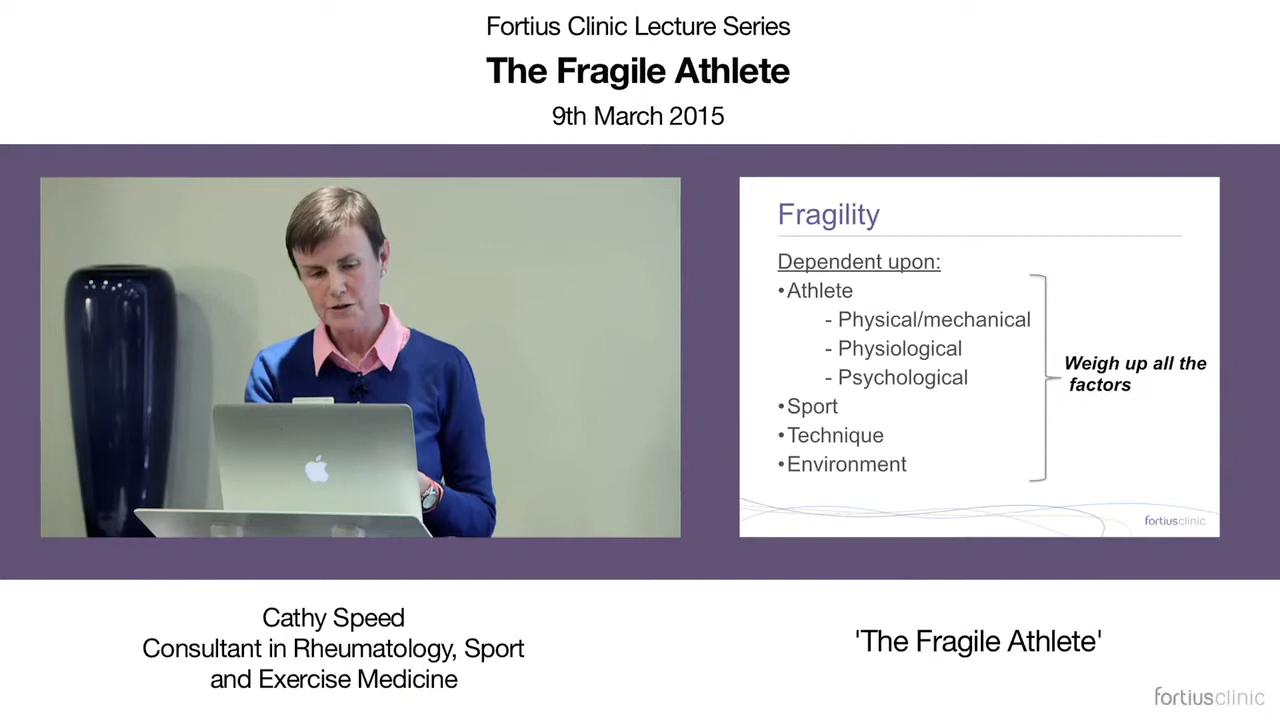 Fortius Clinic Lecture Series
The Fragile Athlete
9th March 2015
Fragility
Dependent upon:
•Athlete
- Physical/mechanical
- Physiological
- Psychological
•Sport
•Technique
•Environment
Weigh up all the
factors
fortiusclinic
Cathy Speed
Consultant in Rheumatology, Sport
and Exercise Medicine
'The Fragile Athlete'
fortiusclinic